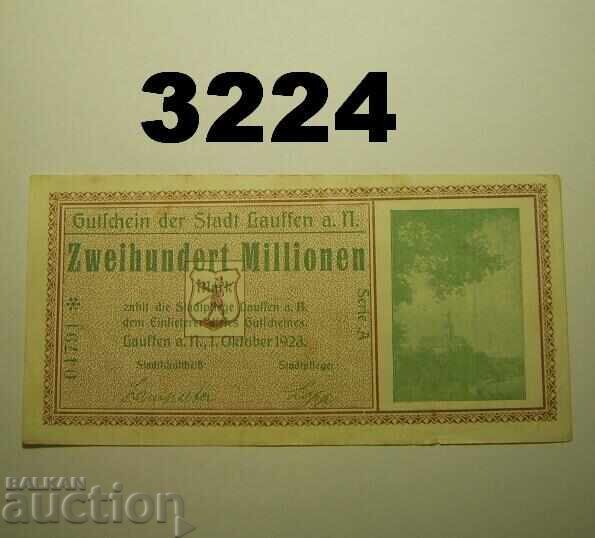 3224
Gutschein der Stadt Lauffen a. N.
Zweihundert Millionen
Mark
zahlt die Stadtpflege Lauffen a. N.
dem Einlieferer dieses Gutscheines.
Lauffen a. N., 1. Oktober 1923.
Stadtschultheiß: Stadtpfleger:
04751 *
Serie A
BALKAN
auction